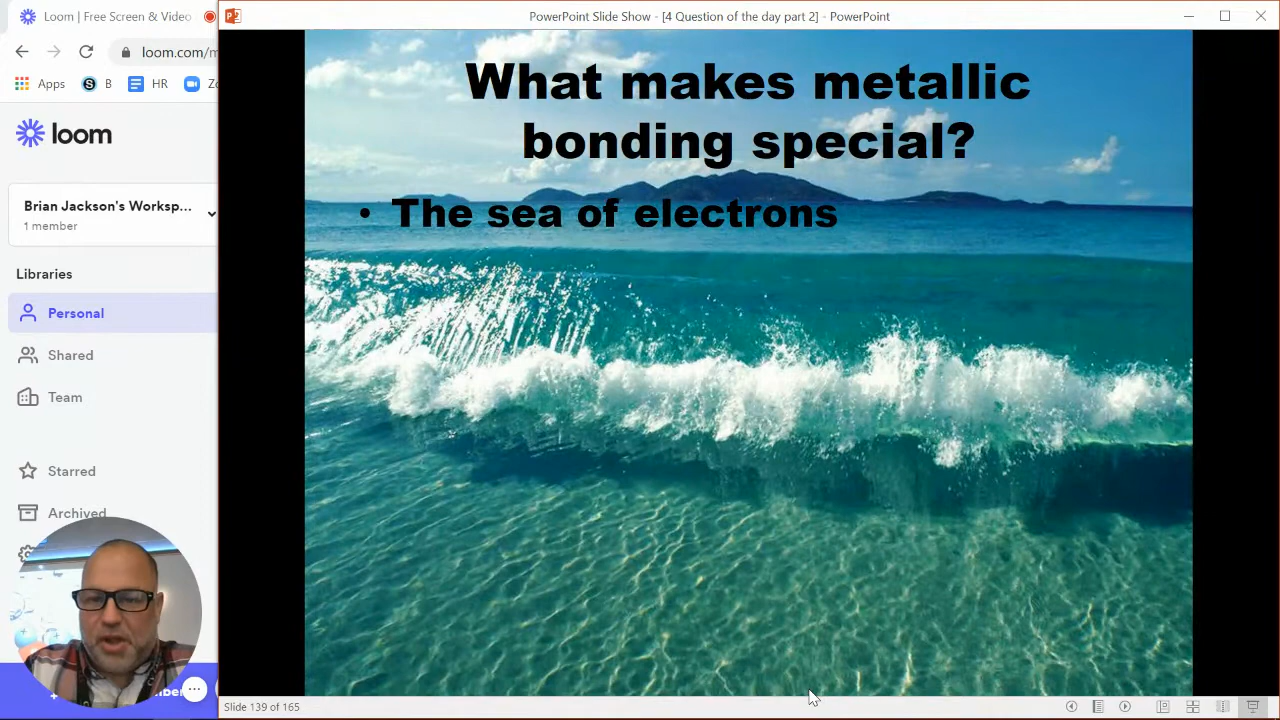 Loom | Free Screen & Video
PowerPoint Slide Show - [4 Question of the day part 2] - PowerPoint
loom.com/m
Apps
B
HR
Zo
loom
Brian Jackson's Worksp...
1 member
Libraries
Personal
Shared
Team
Starred
Archived
What makes metallic
bonding special?
• The sea of electrons
Slide 139 of 165